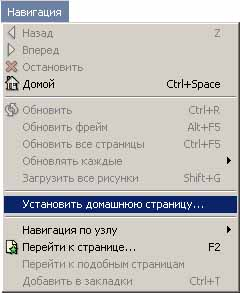 Навигация
Назад Z
Вперед X
Остановить
Домой Ctrl+Space
Обновить Ctrl+R
Обновить фрейм Alt+F5
Обновить все страницы Ctrl+F5
Обновлять каждые
Загрузить все рисунки Shift+G
Установить домашнюю страницу...
Навигация по узлу
Перейти к странице... F2
Перейти к подобным страницам
Добавить в закладки Ctrl+T